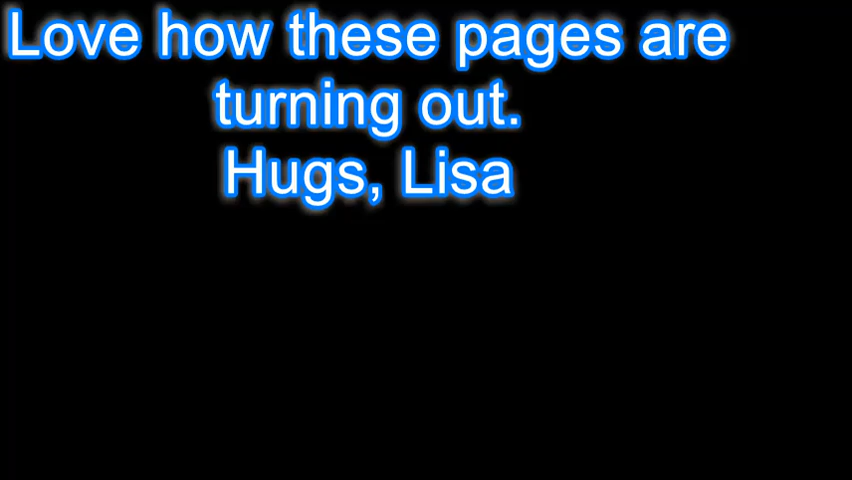 Love how these pages are
turning out.
Hugs, Lisa